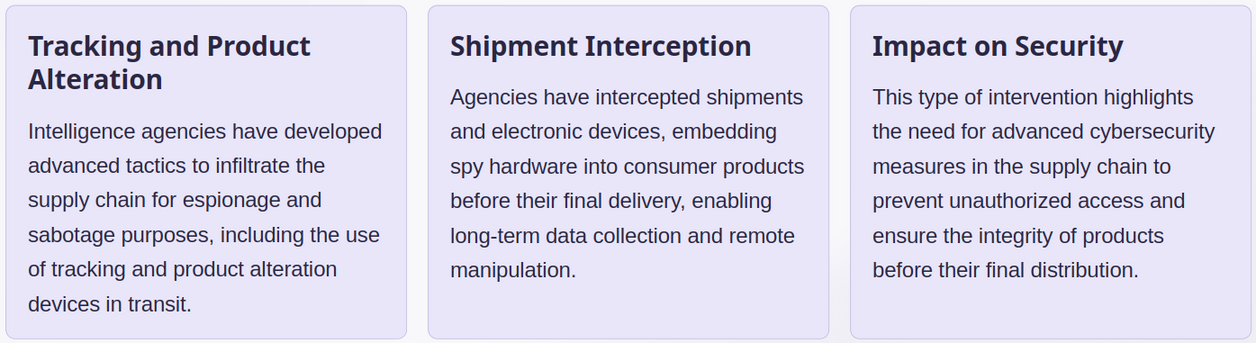 Tracking and Product
Alteration
Intelligence agencies have developed
advanced tactics to infiltrate the
supply chain for espionage and
sabotage purposes, including the use
of tracking and product alteration
devices in transit.
Shipment Interception
Agencies have intercepted shipments
and electronic devices, embedding
spy hardware into consumer products
before their final delivery, enabling
long-term data collection and remote
manipulation.
Impact on Security
This type of intervention highlights
the need for advanced cybersecurity
measures in the supply chain to
prevent unauthorized access and
ensure the integrity of products
before their final distribution.